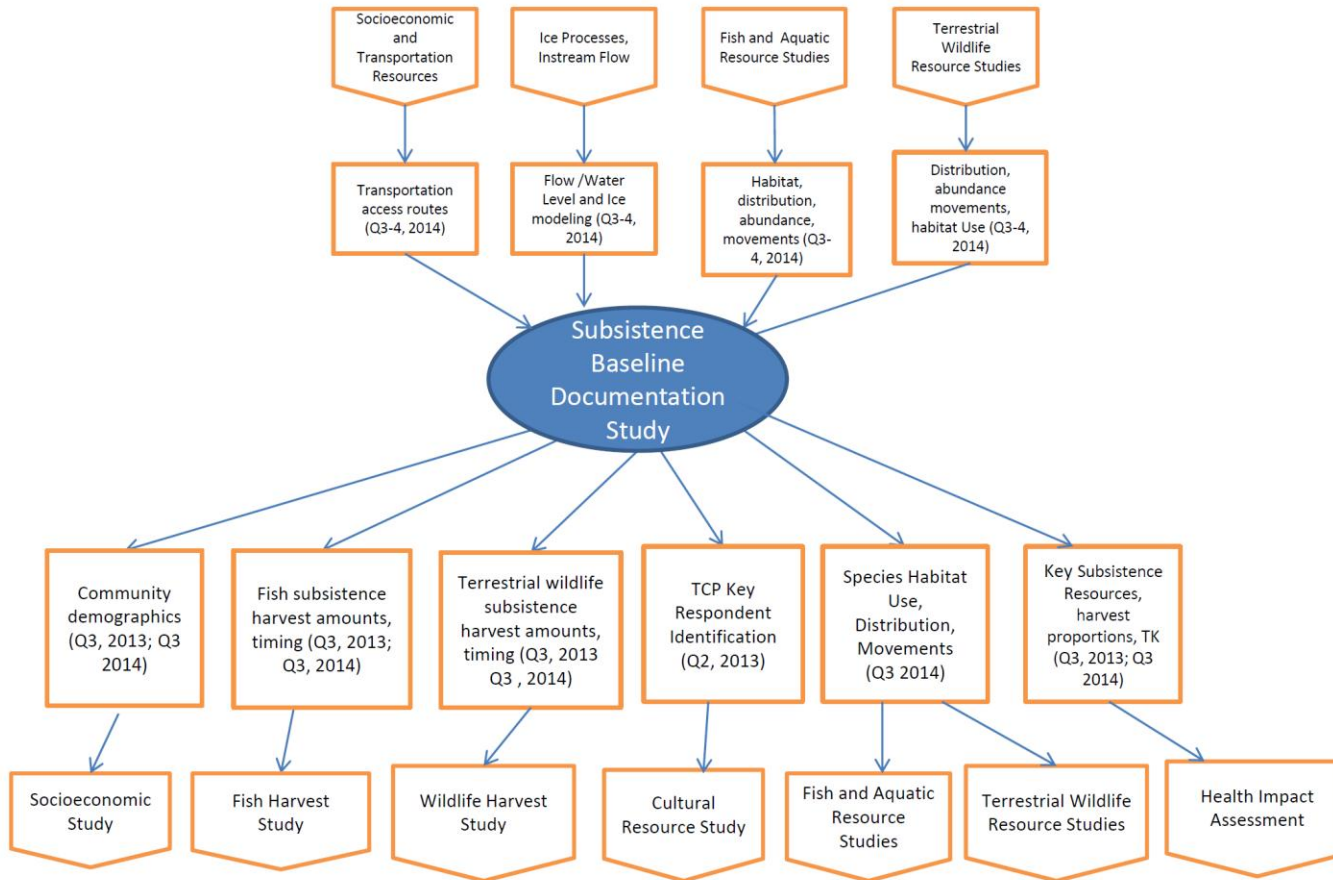 Socioeconomic
and
Transportation
Resources
Ice Processes,
Instream Flow
Fish and Aquatic
Resource Studies
Terrestrial
Wildlife
Resource Studies
Transportation
access routes
(Q3-4, 2014)
Flow /Water
Level and Ice
modeling (Q3-4,
2014)
Habitat,
distribution,
abundance,
movements (Q3-
4, 2014)
Distribution,
abundance
movements,
habitat Use (Q3-4,
2014)
Subsistence
Baseline
Documentation
Study
Community
demographics
(Q3, 2013; Q3
2014)
Fish subsistence
harvest amounts,
timing (Q3, 2013;
Q3, 2014)
Terrestrial wildlife
subsistence
harvest amounts,
timing (Q3, 2013
Q3 , 2014)
TCP Key
Respondent
Identification
(Q2, 2013)
Species Habitat
Use,
Distribution,
Movements
(Q3 2014)
Key Subsistence
Resources,
harvest
proportions, TK
(Q3, 2013; Q3
2014)
Socioeconomic
Study
Fish Harvest
Study
Wildlife Harvest
Study
Cultural
Resource Study
Fish and Aquatic
Resource
Studies
Terrestrial Wildlife
Resource Studies
Health Impact
Assessment